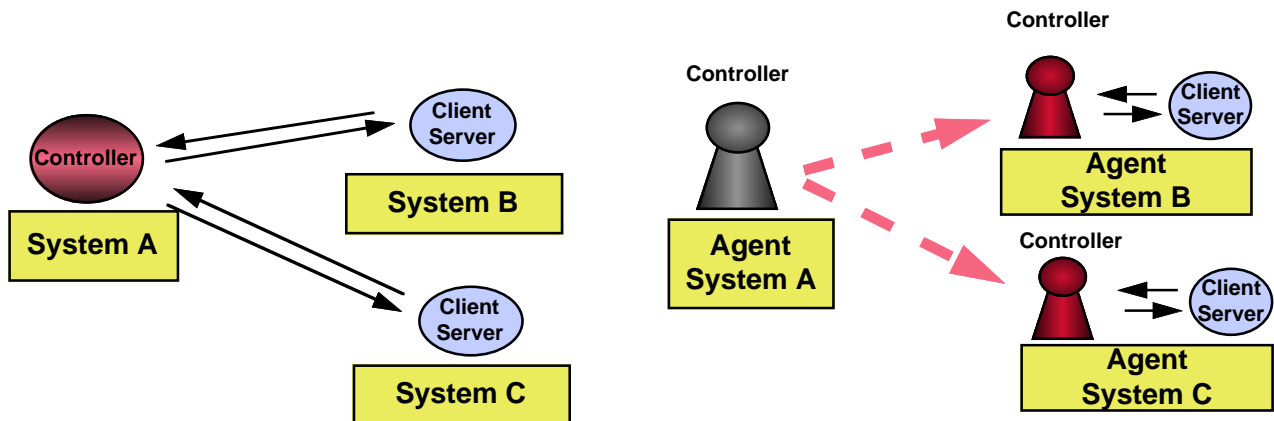 Controller
System A
Client
Server
System B
Client
Server
System C
Controller
Agent
System A
Controller
Client
Server
Agent
System B
Controller
Client
Server
Agent
System C